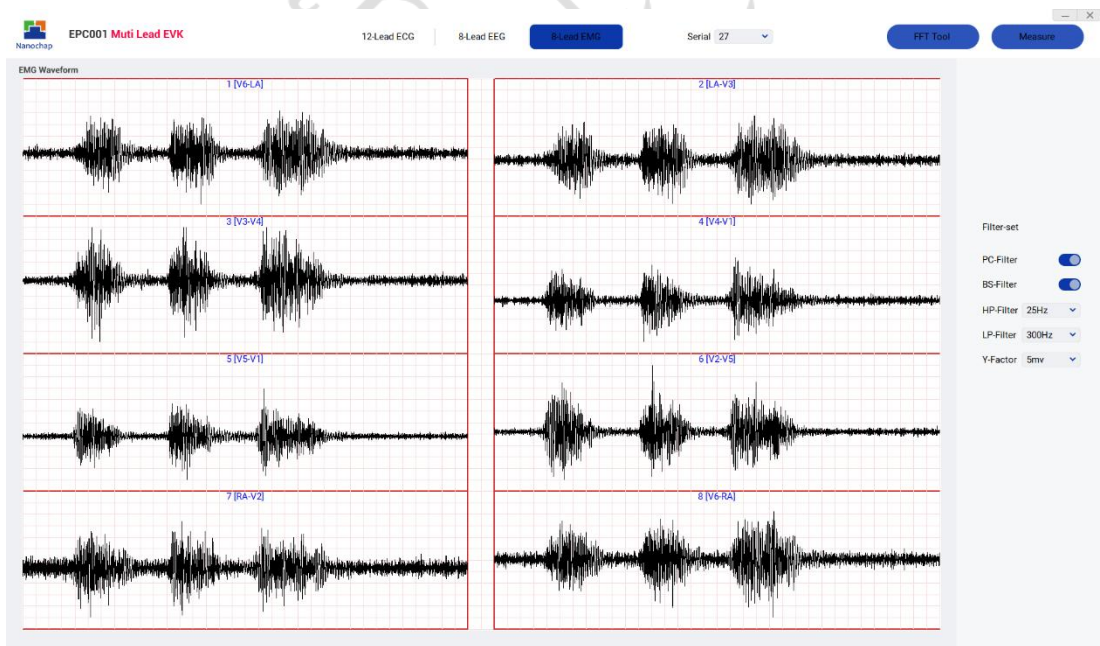 Nanochap
EPC001 Muti Lead EVK
12-Lead ECG
8-Lead EEG
8-Lead EMG
Serial 27
FFT Tool
Measure
EMG Waveform
1 [V6-LA]
2 [LA-V3]
3 [V3-V4]
4 [V4-V1]
5 [V5-V1]
6 [V2-V5]
7 [RA-V2]
8 [V6-RA]
Filter-set
PC-Filter
BS-Filter
HP-Filter 25Hz
LP-Filter 300Hz
Y-Factor 5mv